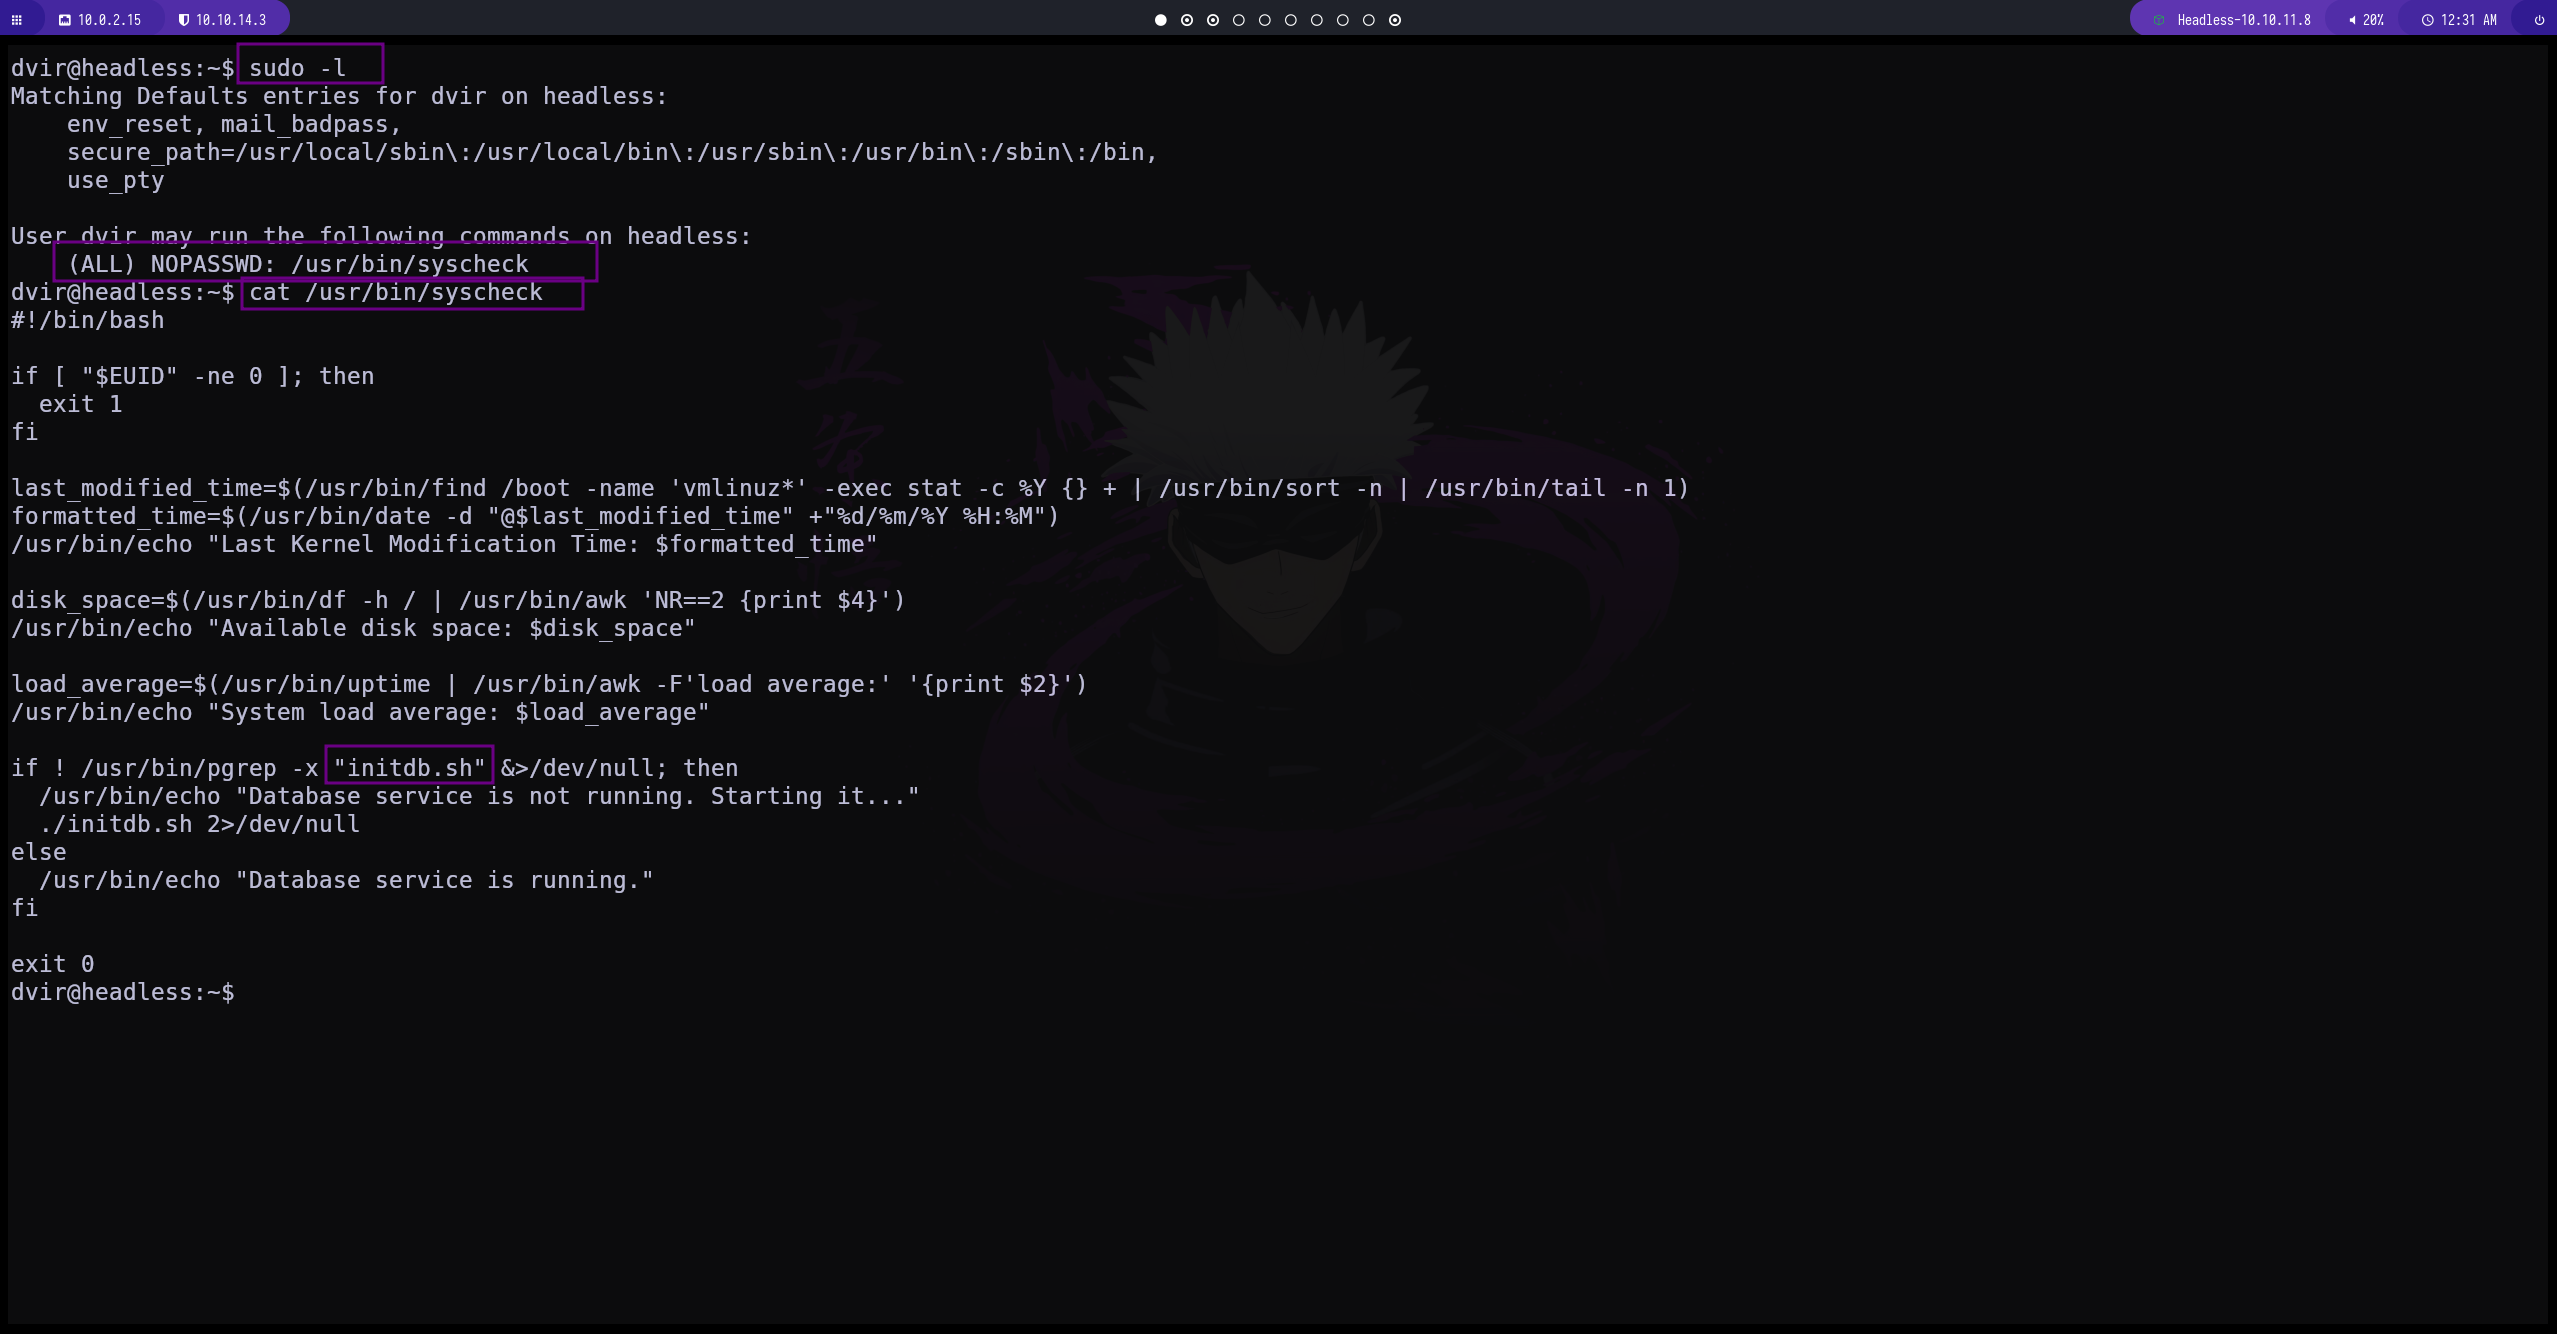 10.0.2.15 10.10.14.3 Headless-10.10.11.8 20% 12:31 AM
dvir@headless:~$ sudo -l
Matching Defaults entries for dvir on headless:
    env_reset, mail_badpass,
    secure_path=/usr/local/sbin\:/usr/local/bin\:/usr/sbin\:/usr/bin\:/sbin\:/bin,
    use_pty

User dvir may run the following commands on headless:
    (ALL) NOPASSWD: /usr/bin/syscheck
dvir@headless:~$ cat /usr/bin/syscheck
#!/bin/bash

if [ "$EUID" -ne 0 ]; then
  exit 1
fi

last_modified_time=$(/usr/bin/find /boot -name 'vmlinuz*' -exec stat -c %Y {} + | /usr/bin/sort -n | /usr/bin/tail -n 1)
formatted_time=$(/usr/bin/date -d "@$last_modified_time" +"%d/%m/%Y %H:%M")
/usr/bin/echo "Last Kernel Modification Time: $formatted_time"

disk_space=$(/usr/bin/df -h / | /usr/bin/awk 'NR==2 {print $4}')
/usr/bin/echo "Available disk space: $disk_space"

load_average=$(/usr/bin/uptime | /usr/bin/awk -F'load average:' '{print $2}')
/usr/bin/echo "System load average: $load_average"

if ! /usr/bin/pgrep -x "initdb.sh" &>/dev/null; then
  /usr/bin/echo "Database service is not running. Starting it..."
  ./initdb.sh 2>/dev/null
else
  /usr/bin/echo "Database service is running."
fi

exit 0
dvir@headless:~$